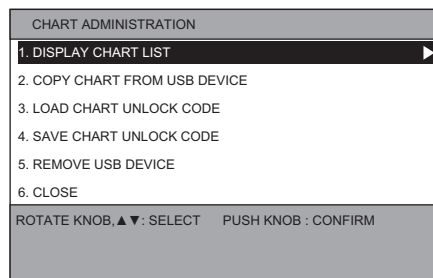 CHART ADMINISTRATION
1. DISPLAY CHART LIST
2. COPY CHART FROM USB DEVICE
3. LOAD CHART UNLOCK CODE
4. SAVE CHART UNLOCK CODE
5. REMOVE USB DEVICE
6. CLOSE
ROTATE KNOB,▲▼: SELECT PUSH KNOB : CONFIRM